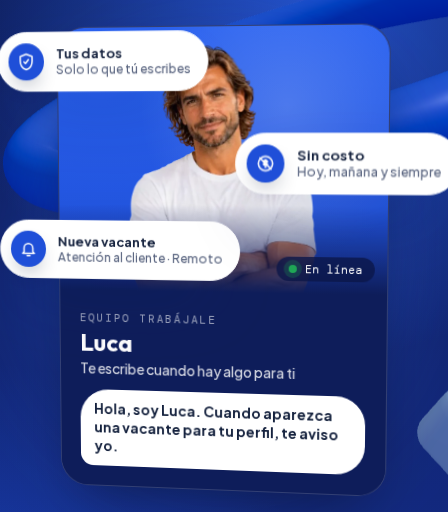 Tus datos
Solo lo que tú escribes
Sin costo
Hoy, mañana y siempre
Nueva vacante
Atención al cliente · Remoto
En línea
EQUIPO TRABÁJALE
Luca
Te escribe cuando hay algo para ti
Hola, soy Luca. Cuando aparezca
una vacante para tu perfil, te aviso
yo.